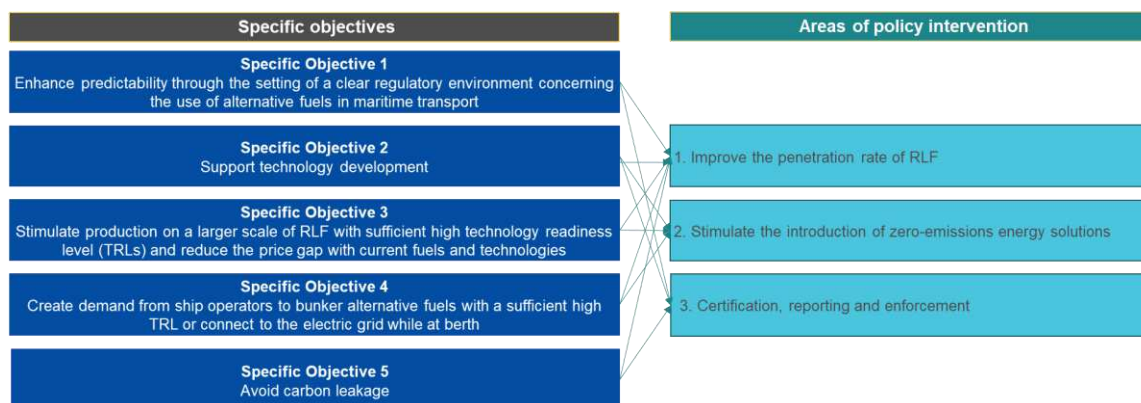 Specific objectives
Areas of policy intervention
Specific Objective 1
Enhance predictability through the setting of a clear regulatory environment concerning
the use of alternative fuels in maritime transport
Specific Objective 2
Support technology development
Specific Objective 3
Stimulate production on a larger scale of RLF with sufficient high technology readiness
level (TRLs) and reduce the price gap with current fuels and technologies
Specific Objective 4
Create demand from ship operators to bunker alternative fuels with a sufficient high
TRL or connect to the electric grid while at berth
Specific Objective 5
Avoid carbon leakage
1. Improve the penetration rate of RLF
2. Stimulate the introduction of zero-emissions energy solutions
3. Certification, reporting and enforcement